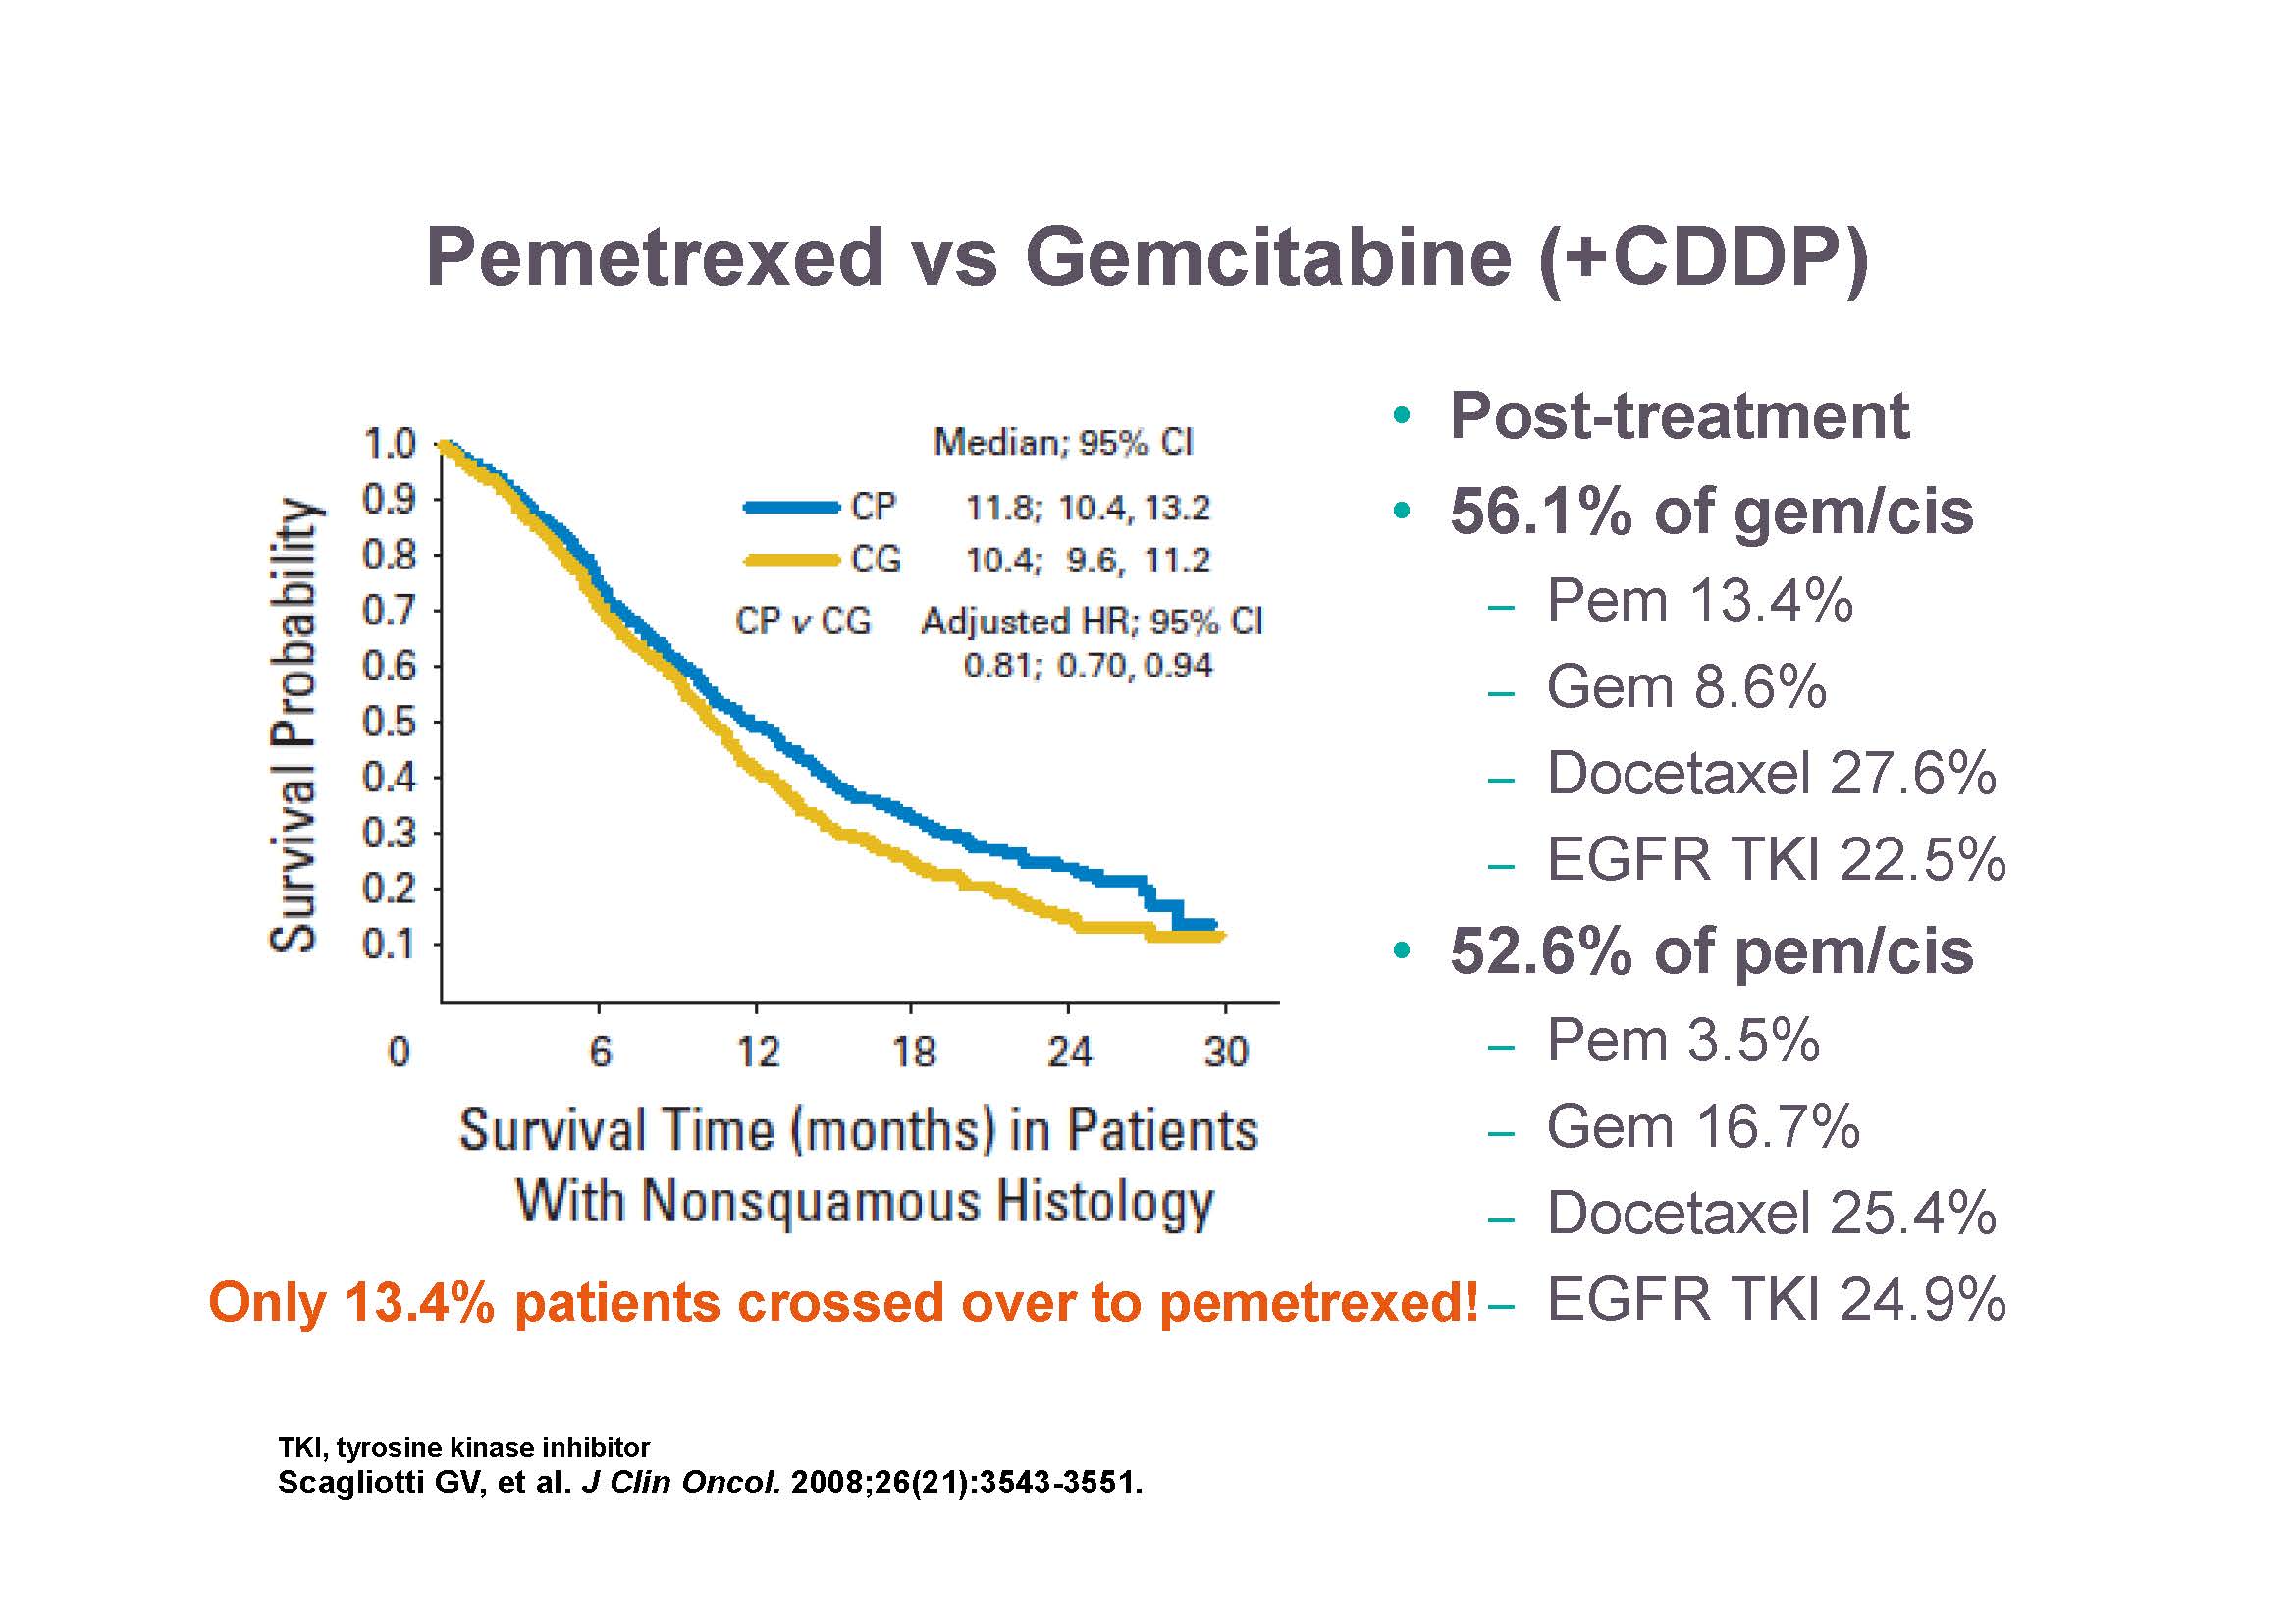 Pemetrexed vs Gemcitabine (+CDDP)
Survival Probability
1.0
0.9
0.8
0.7
0.6
0.5
0.4
0.3
0.2
0.1
Median; 95% CI
CP 11.8; 10.4, 13.2
CG 10.4; 9.6, 11.2
CP v CG Adjusted HR; 95% CI
0.81; 0.70, 0.94
0 6 12 18 24 30
Survival Time (months) in Patients
With Nonsquamous Histology
Only 13.4% patients crossed over to pemetrexed!
• Post-treatment
• 56.1% of gem/cis
– Pem 13.4%
– Gem 8.6%
– Docetaxel 27.6%
– EGFR TKI 22.5%
• 52.6% of pem/cis
– Pem 3.5%
– Gem 16.7%
– Docetaxel 25.4%
– EGFR TKI 24.9%
TKI, tyrosine kinase inhibitor
Scagliotti GV, et al. J Clin Oncol. 2008;26(21):3543-3551.